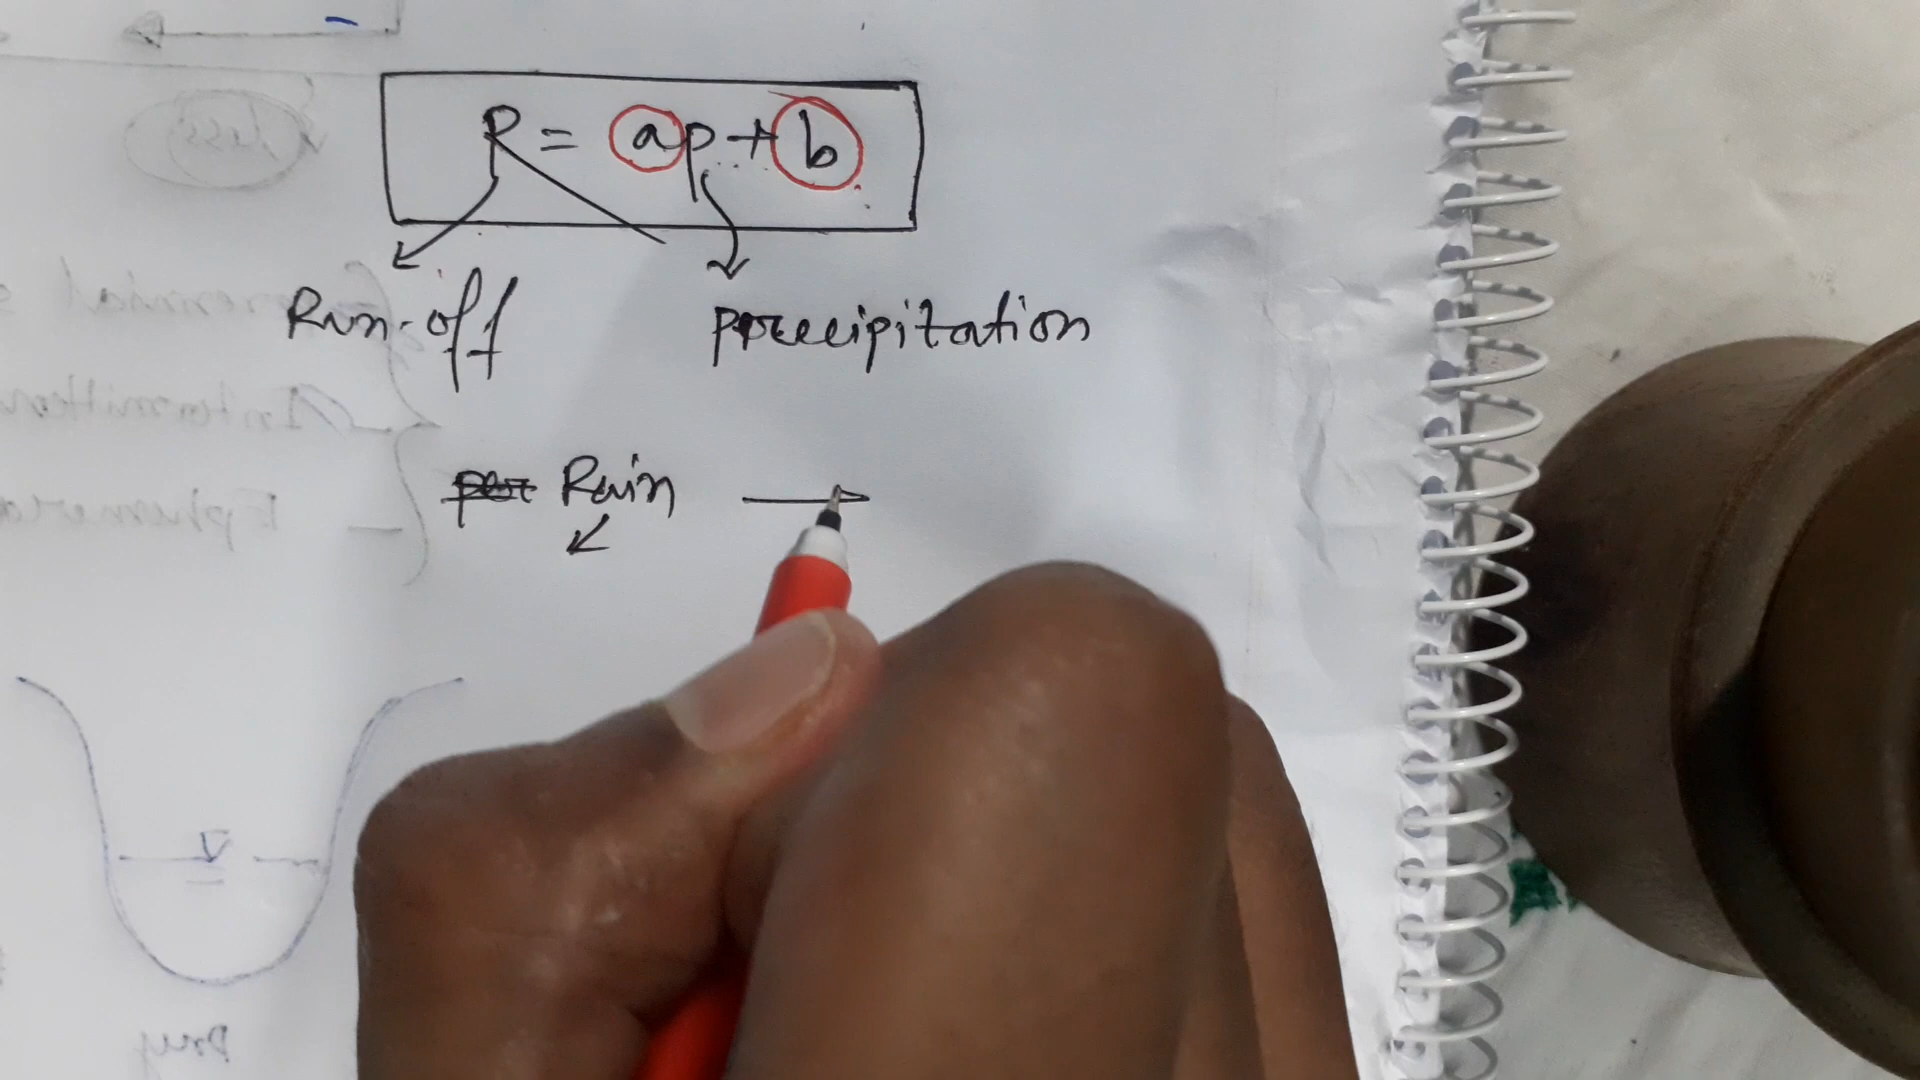 R = ap + b
Run-off precipitation
Rain →